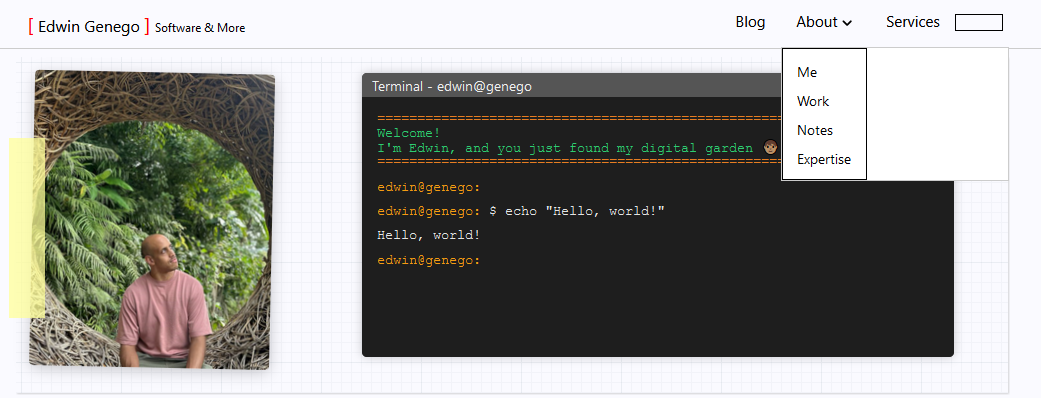 [ Edwin Genego ] Software & More
Blog
About
Services
Me
Work
Notes
Expertise
Terminal - edwin@genego
====================================================
Welcome!
I'm Edwin, and you just found my digital garden 🧑🏽
====================================================
edwin@genego:
edwin@genego: $ echo "Hello, world!"
Hello, world!
edwin@genego: